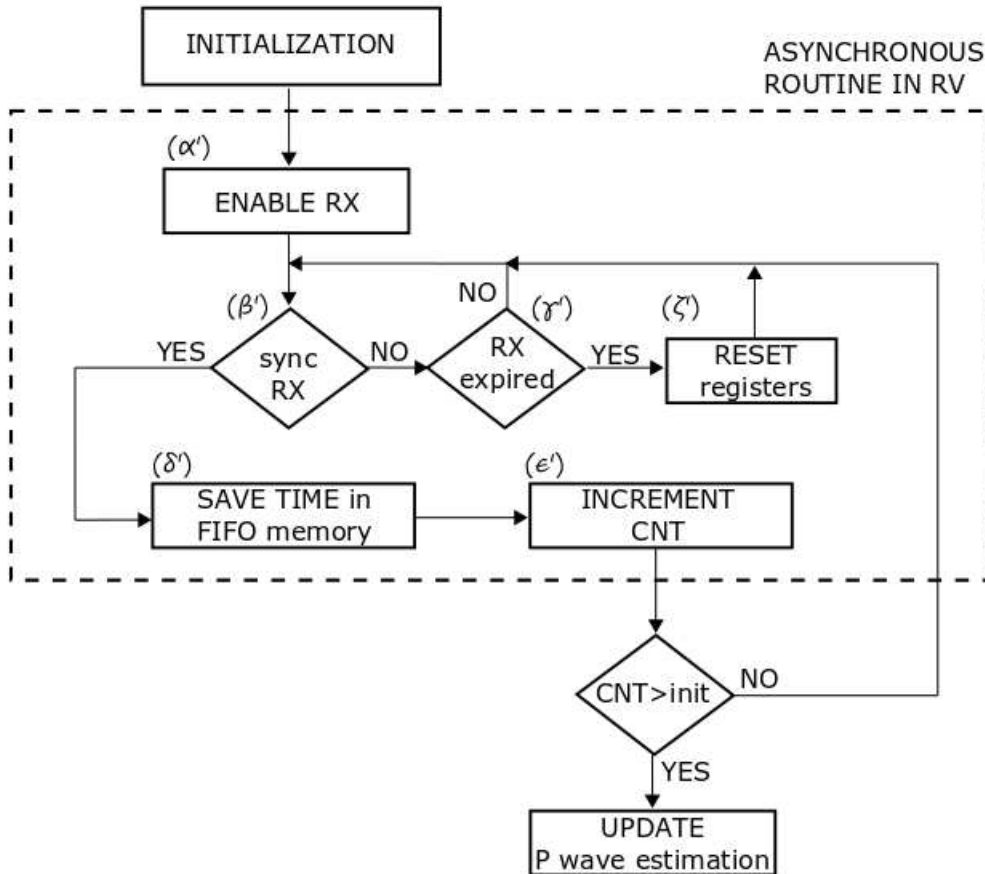 INITIALIZATION
ASYNCHRONOUS
ROUTINE IN RV
(α')
ENABLE RX
(β')
NO
(γ')
(ζ')
YES
sync
RX
NO
RX
expired
YES
RESET
registers
(δ')
SAVE TIME in
FIFO memory
(ϵ')
INCREMENT
CNT
CNT>init
NO
YES
UPDATE
P wave estimation